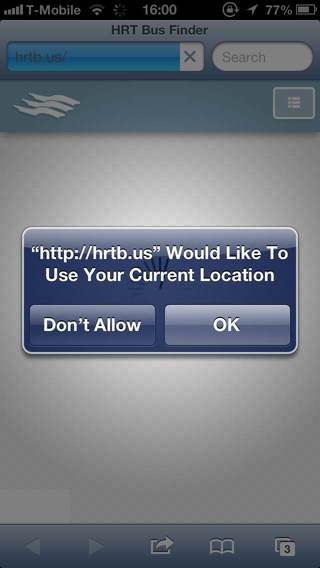 T-Mobile 16:00 77%
HRT Bus Finder
hrtb.us/ Search
“http://hrtb.us” Would Like To
Use Your Current Location
Don’t Allow OK
3